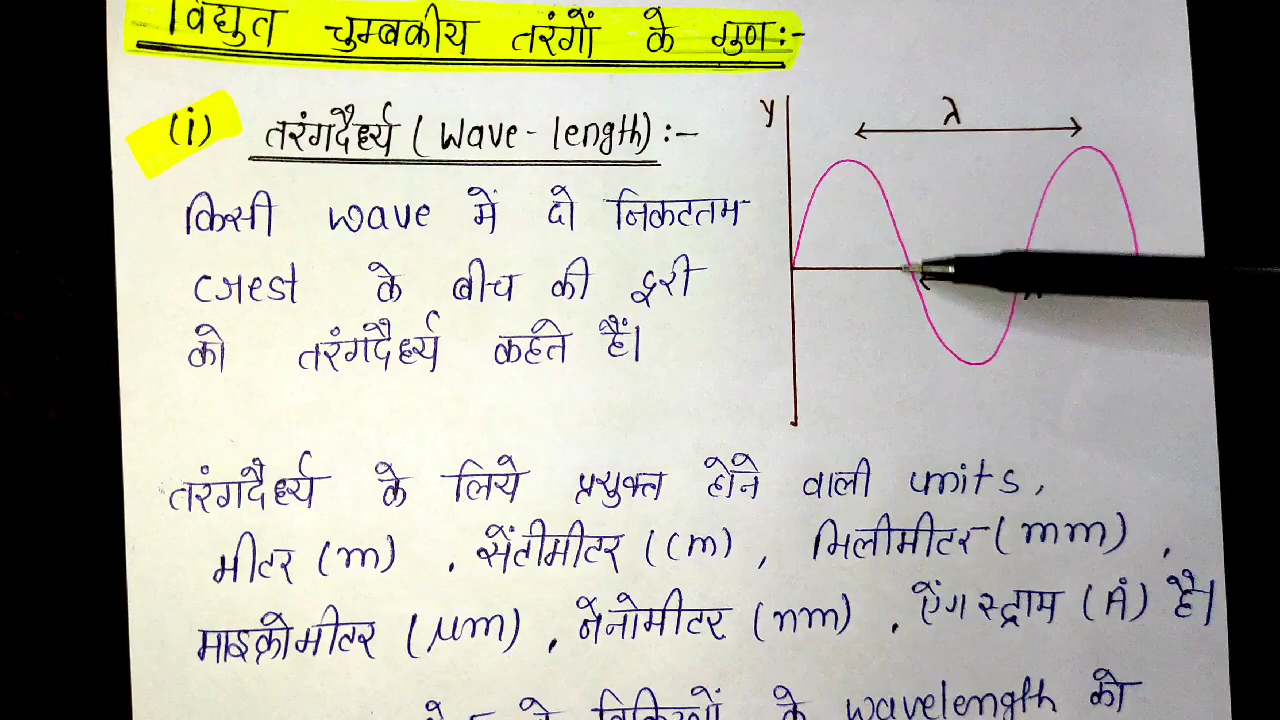 विद्युत चुम्बकीय तरंगों के गुण:-
(i) तरंगदैर्ध्य (Wave-length):-
y
λ
किसी wave में दो निकटतम
crest के बीच की दूरी
को तरंगदैर्ध्य कहते हैं।
तरंगदैर्ध्य के लिये प्रयुक्त होने वाली units,
मीटर (m), सेंटीमीटर (cm), मिलीमीटर (mm),
माइक्रोमीटर (μm), नैनोमीटर (nm), ऐंगस्ट्राम (Å) है।
विकिरणों के wavelength को